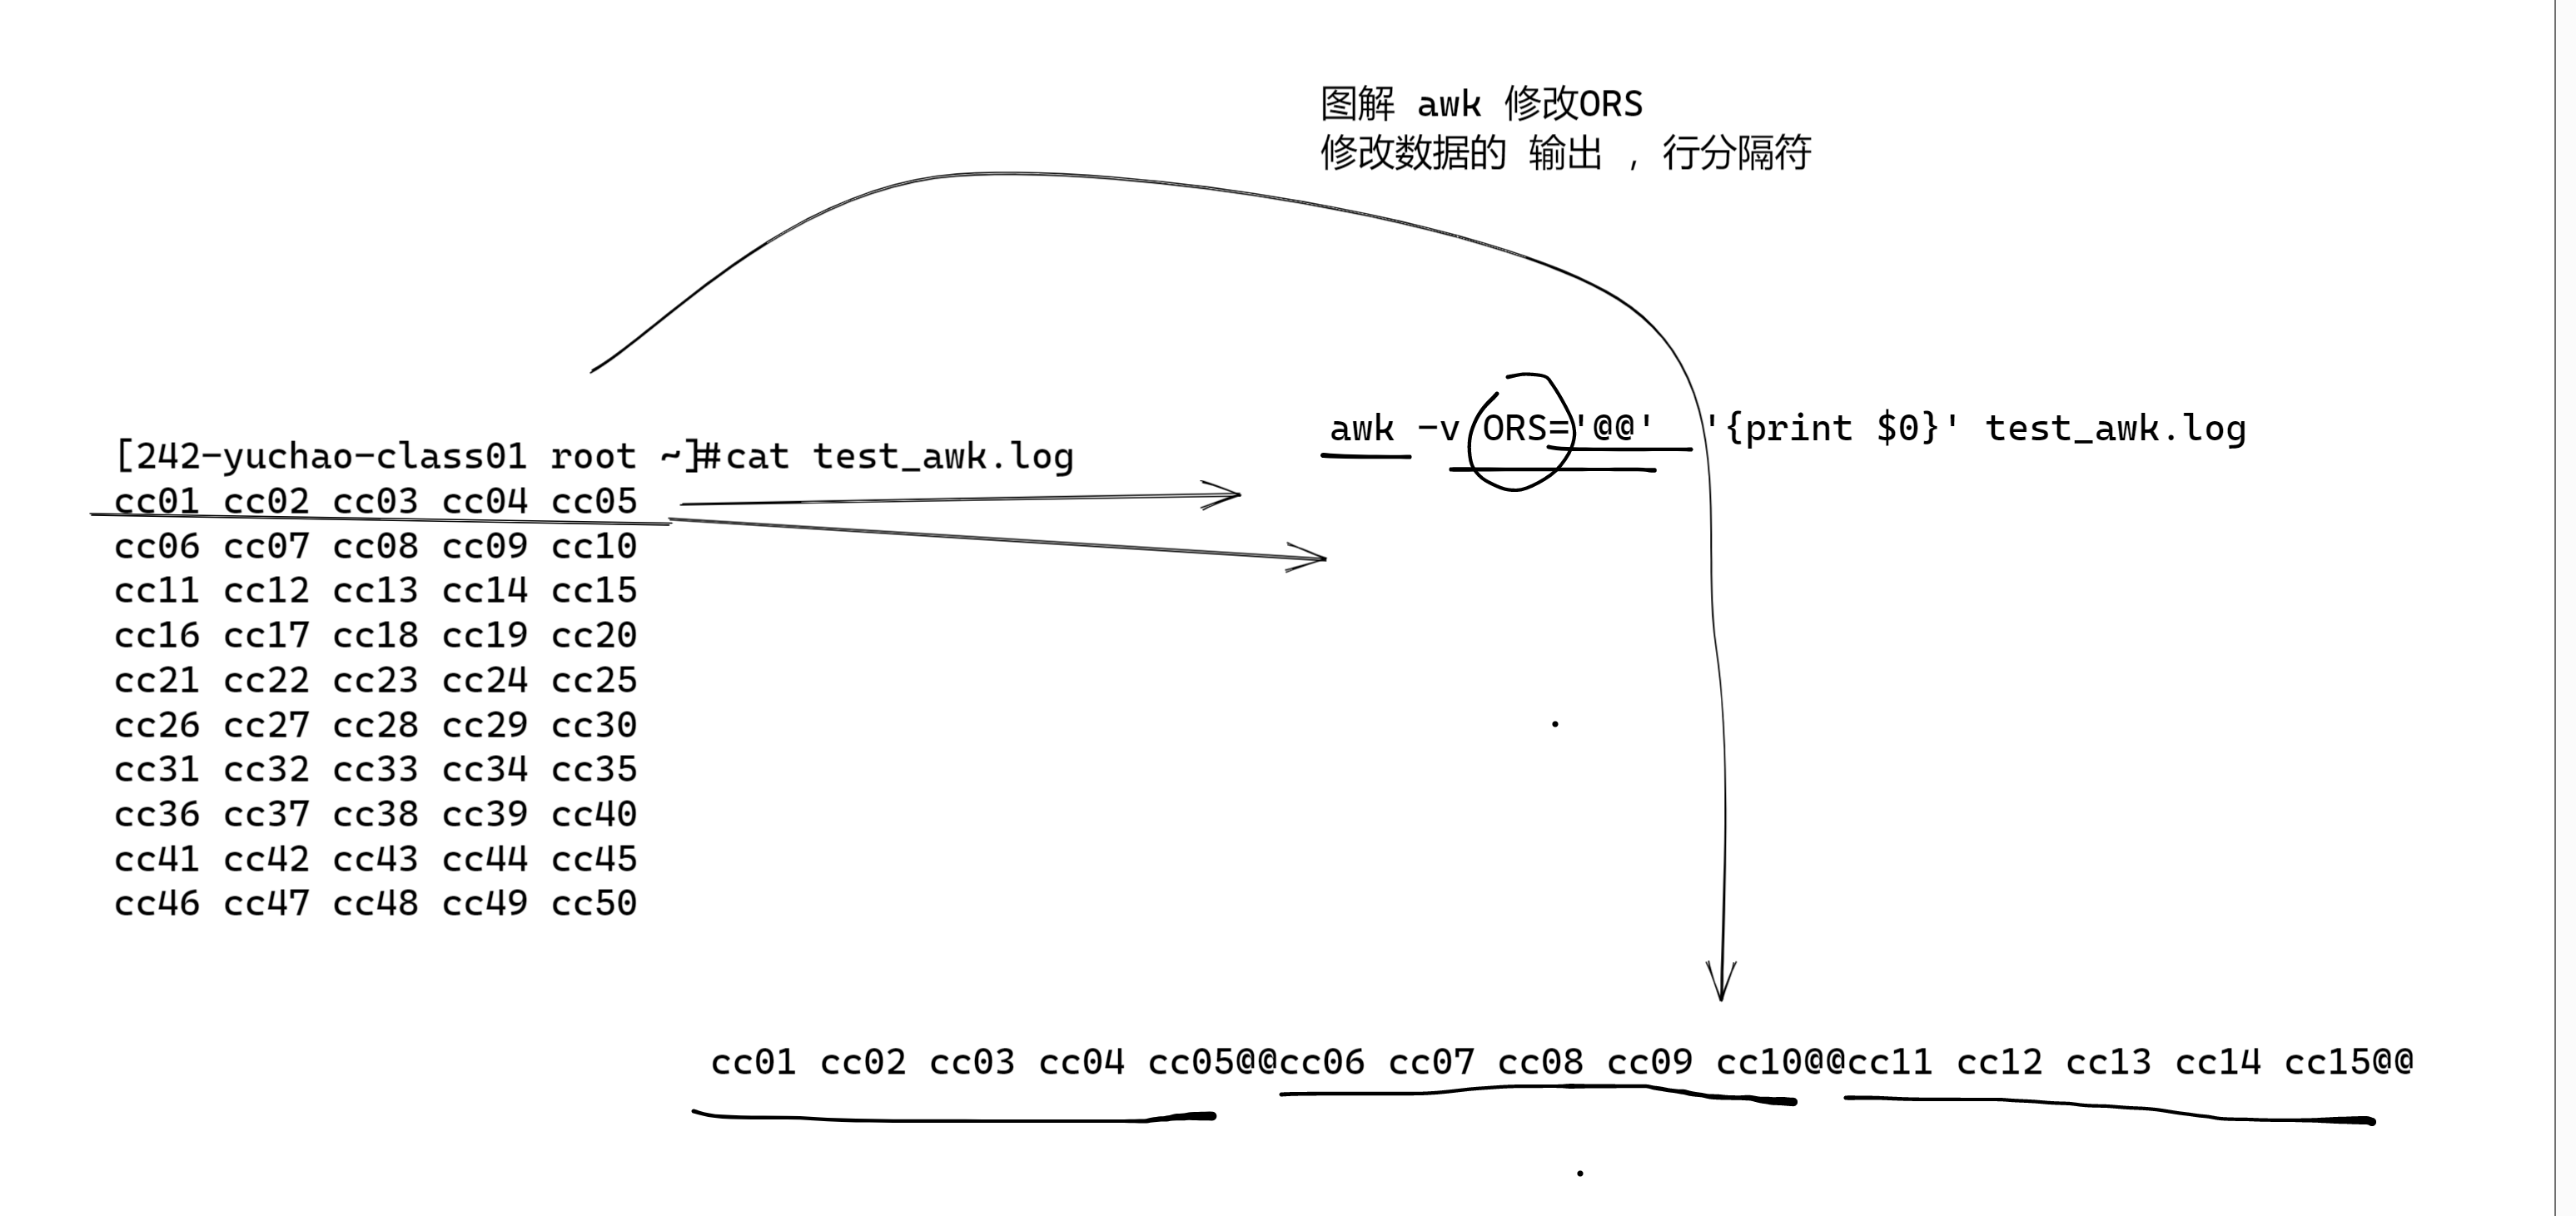 图解 awk 修改ORS
修改数据的 输出 , 行分隔符
awk -v ORS='@@' '{print $0}' test_awk.log
[242-yuchao-class01 root ~]#cat test_awk.log
cc01 cc02 cc03 cc04 cc05
cc06 cc07 cc08 cc09 cc10
cc11 cc12 cc13 cc14 cc15
cc16 cc17 cc18 cc19 cc20
cc21 cc22 cc23 cc24 cc25
cc26 cc27 cc28 cc29 cc30
cc31 cc32 cc33 cc34 cc35
cc36 cc37 cc38 cc39 cc40
cc41 cc42 cc43 cc44 cc45
cc46 cc47 cc48 cc49 cc50
cc01 cc02 cc03 cc04 cc05@@cc06 cc07 cc08 cc09 cc10@@cc11 cc12 cc13 cc14 cc15@@